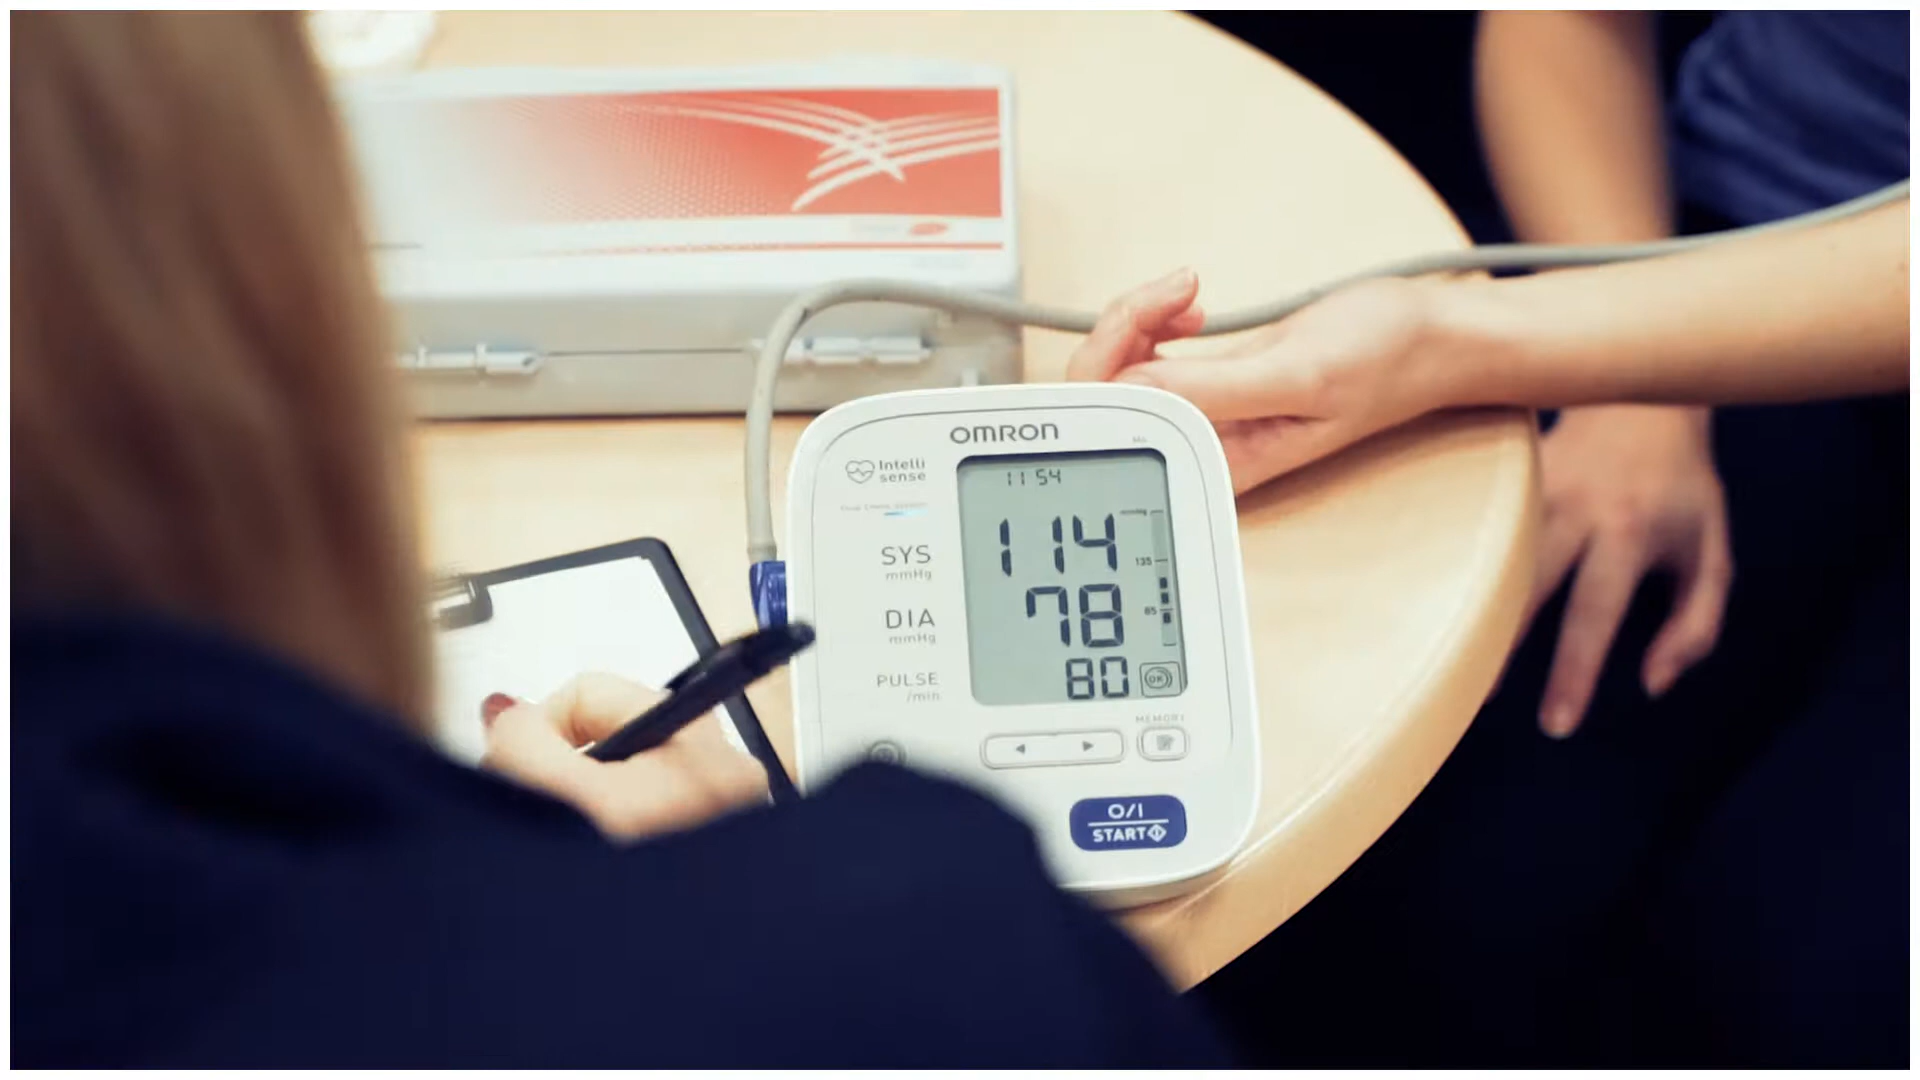 OMRON
Intelli
sense
11:54
SYS
mmHg
114
135
DIA
mmHg
78
85
PULSE
/min
80
OK
MEMORY
O/I
START